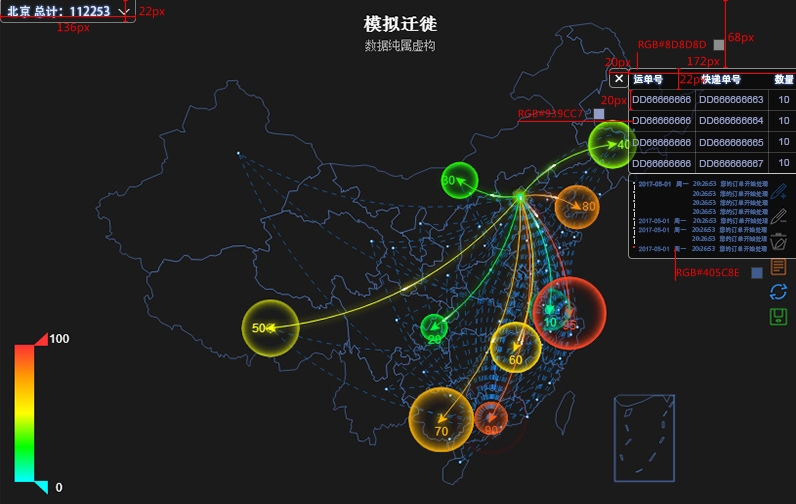 北京 总计：112253
22px
136px
模拟迁徙
数据纯属虚构
RGB#8D8D8D
68px
20px
172px
运单号 快递单号 数量
22px
DD66666666 DD666666663 10
20px
RGB#939CC7
DD66666666 DD666666664 10
DD66666666 DD666666665 10
DD66666666 DD666666667 10
40
30
80
2017-05-01 周一 20:26:53 您的订单开始处理
20:26:53 您的订单开始处理
20:26:53 您的订单开始处理
20:26:53 您的订单开始处理
2017-05-01 周一 20:26:53 您的订单开始处理
2017-05-01 周一 20:26:53 您的订单开始处理
20:26:53 您的订单开始处理
2017-05-01 周一 20:26:53 您的订单开始处理
RGB#405C8E
50
10
95
20
60
70
90
100
0